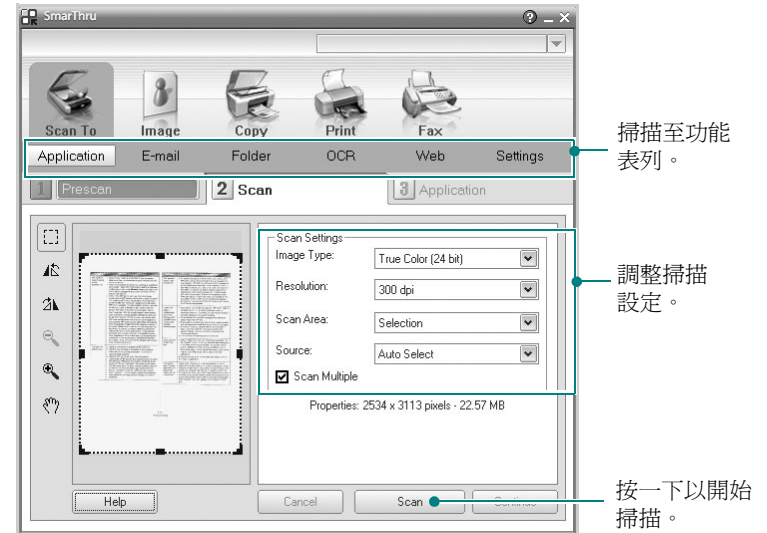 SmarThru
Scan To Image Copy Print Fax
Application E-mail Folder OCR Web Settings
掃描至功能
表列。
1 Prescan 2 Scan 3 Application
Scan Settings
Image Type: True Color (24 bit)
Resolution: 300 dpi
Scan Area: Selection
Source: Auto Select
Scan Multiple
調整掃描
設定。
Properties: 2534 x 3113 pixels - 22.57 MB
Help Cancel Scan Continue
按一下以開始
掃描。